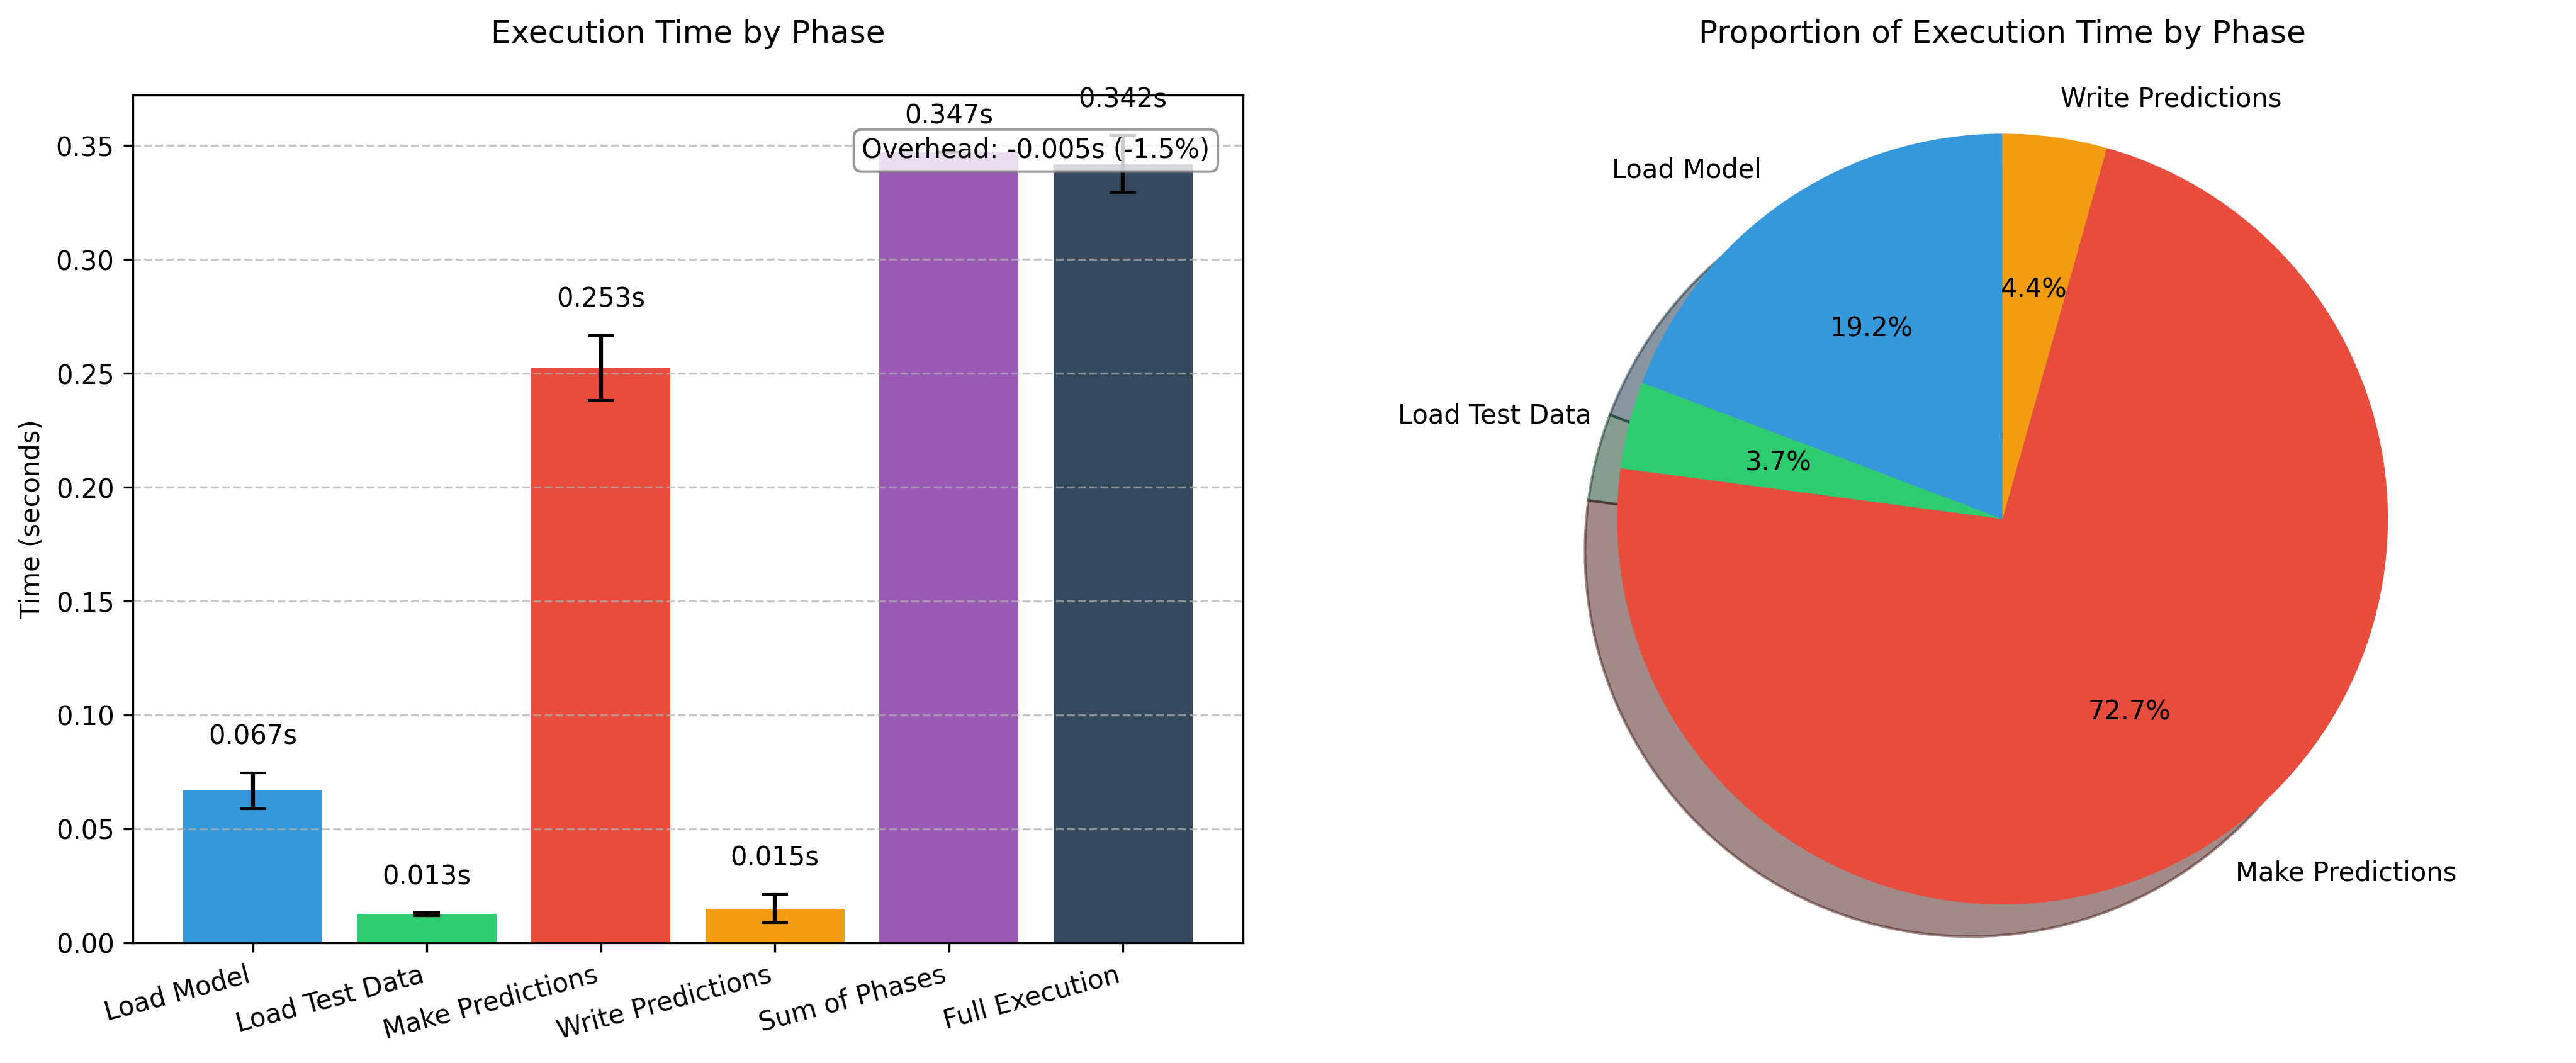 Execution Time by Phase
Time (seconds)
0.35
0.30
0.25
0.20
0.15
0.10
0.05
0.00
0.067s
0.013s
0.253s
0.015s
0.347s
0.342s
Overhead: -0.005s (-1.5%)
Load Model
Load Test Data
Make Predictions
Write Predictions
Sum of Phases
Full Execution
Proportion of Execution Time by Phase
Write Predictions
Load Model
4.4%
19.2%
Load Test Data
3.7%
72.7%
Make Predictions